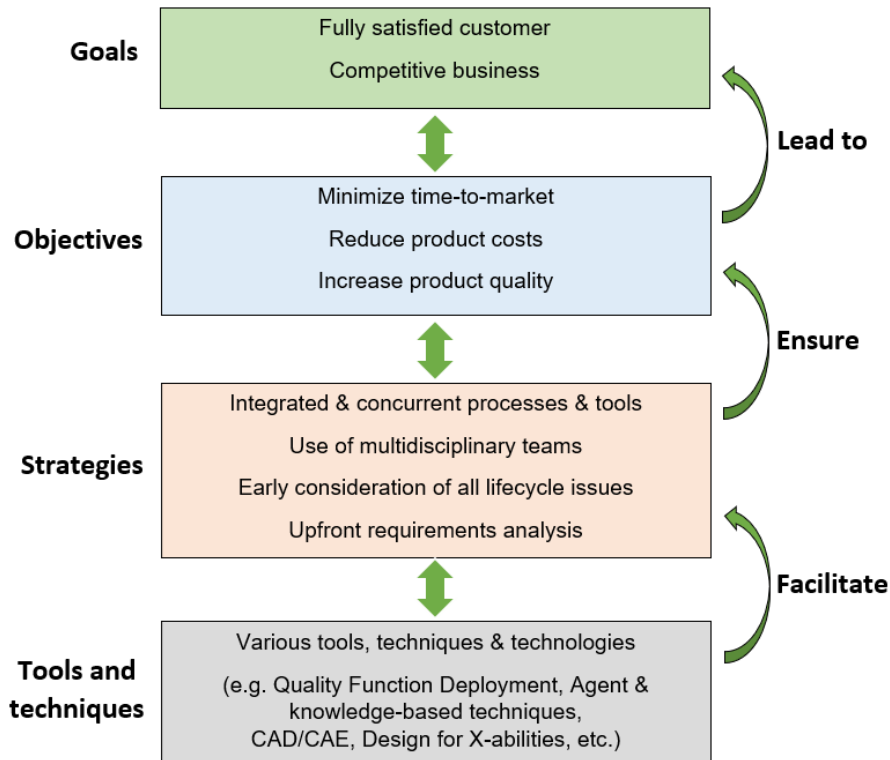 Goals
Fully satisfied customer
Competitive business
Lead to
Objectives
Minimize time-to-market
Reduce product costs
Increase product quality
Ensure
Strategies
Integrated & concurrent processes & tools
Use of multidisciplinary teams
Early consideration of all lifecycle issues
Upfront requirements analysis
Facilitate
Tools and
techniques
Various tools, techniques & technologies
(e.g. Quality Function Deployment, Agent &
knowledge-based techniques,
CAD/CAE, Design for X-abilities, etc.)